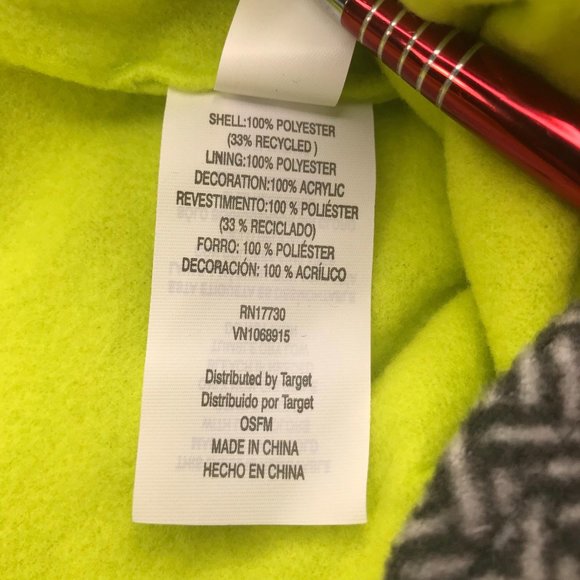 SHELL:100% POLYESTER
(33% RECYCLED )
LINING:100% POLYESTER
DECORATION:100% ACRYLIC
REVESTIMIENTO:100 % POLIÉSTER
(33 % RECICLADO)
FORRO: 100 % POLIÉSTER
DECORACIÓN: 100 % ACRÍLICO
RN17730
VN1068915
Distributed by Target
Distribuido por Target
OSFM
MADE IN CHINA
HECHO EN CHINA